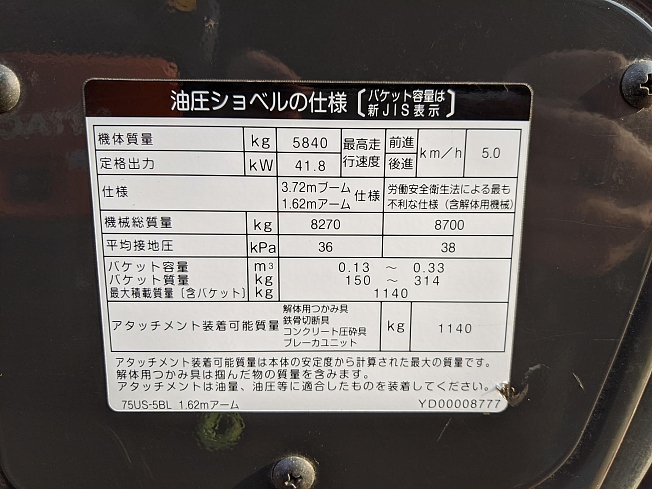 油圧ショベルの仕様〔バケット容量は
新JIS表示〕
機体質量 kg 5840 最高走行速度 前進 後進 km/h 5.0
定格出力 kW 41.8
仕様 3.72mブーム 1.62mアーム 仕様 労働安全衛生法による最も不利な仕様(含解体用機械)
機械総質量 kg 8270 8700
平均接地圧 kPa 36 38
バケット容量 m³ 0.13 ~ 0.33
バケット質量 kg 150 ~ 314
最大積載質量〔含バケット〕 kg 1140
アタッチメント装着可能質量 解体用つかみ具 鉄骨切断具 コンクリート圧砕具 ブレーカユニット kg 1140
アタッチメント装着可能質量は本体の安定度から計算された最大の質量です。
解体用つかみ具は掴んだ物の質量を含みます。
アタッチメントは油量、油圧等に適合したものを装着してください。
75US-5BL 1.62mアーム YD00008777